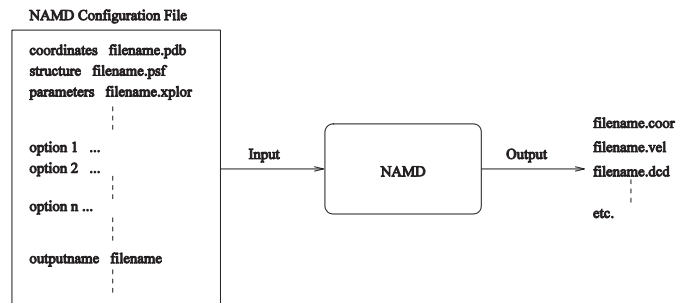 NAMD Configuration File
coordinates filename.pdb
structure filename.psf
parameters filename.xplor
option 1 ...
option 2 ...
option n ...
outputname filename
Input
NAMD
Output
filename.coor
filename.vel
filename.dcd
etc.